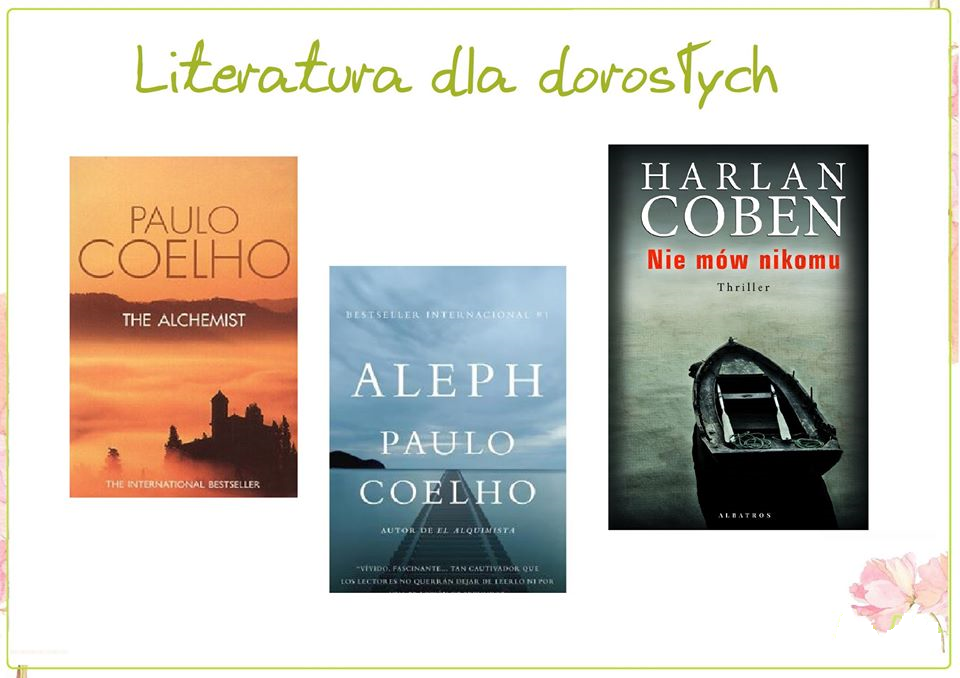 Literatura dla dorosłych
PAULO
COELHO
THE ALCHEMIST
THE INTERNATIONAL BESTSELLER
BESTSELLER INTERNACIONAL #1
ALEPH
PAULO
COELHO
AUTOR DE EL ALQUIMISTA
"VÍVIDO, FASCINANTE... TAN CAUTIVADOR QUE
LOS LECTORES NO QUERRÁN DEJAR DE LEERLO NI POR
HARLAN
COBEN
Nie mów nikomu
Thriller
ALBATROS